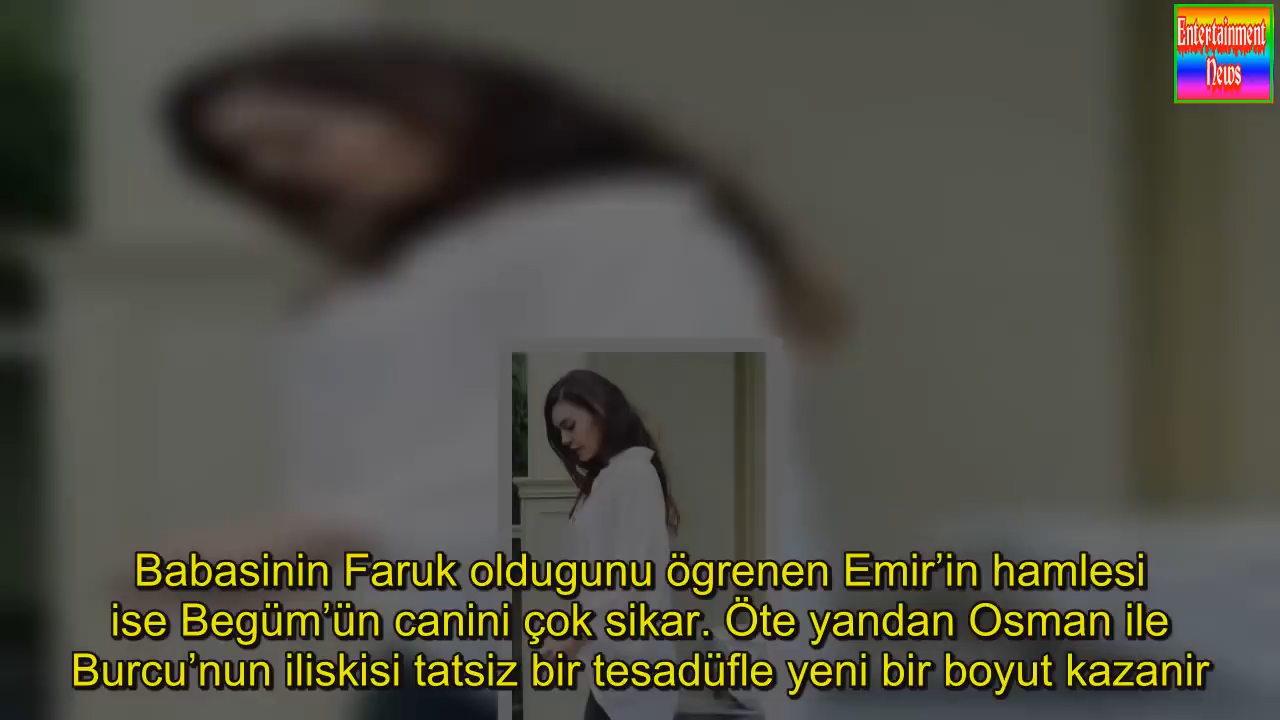 Entertainment
News
Babasinin Faruk oldugunu ögrenen Emir’in hamlesi
ise Begüm’ün canini çok sikar. Öte yandan Osman ile
Burcu’nun iliskisi tatsiz bir tesadüfle yeni bir boyut kazanir